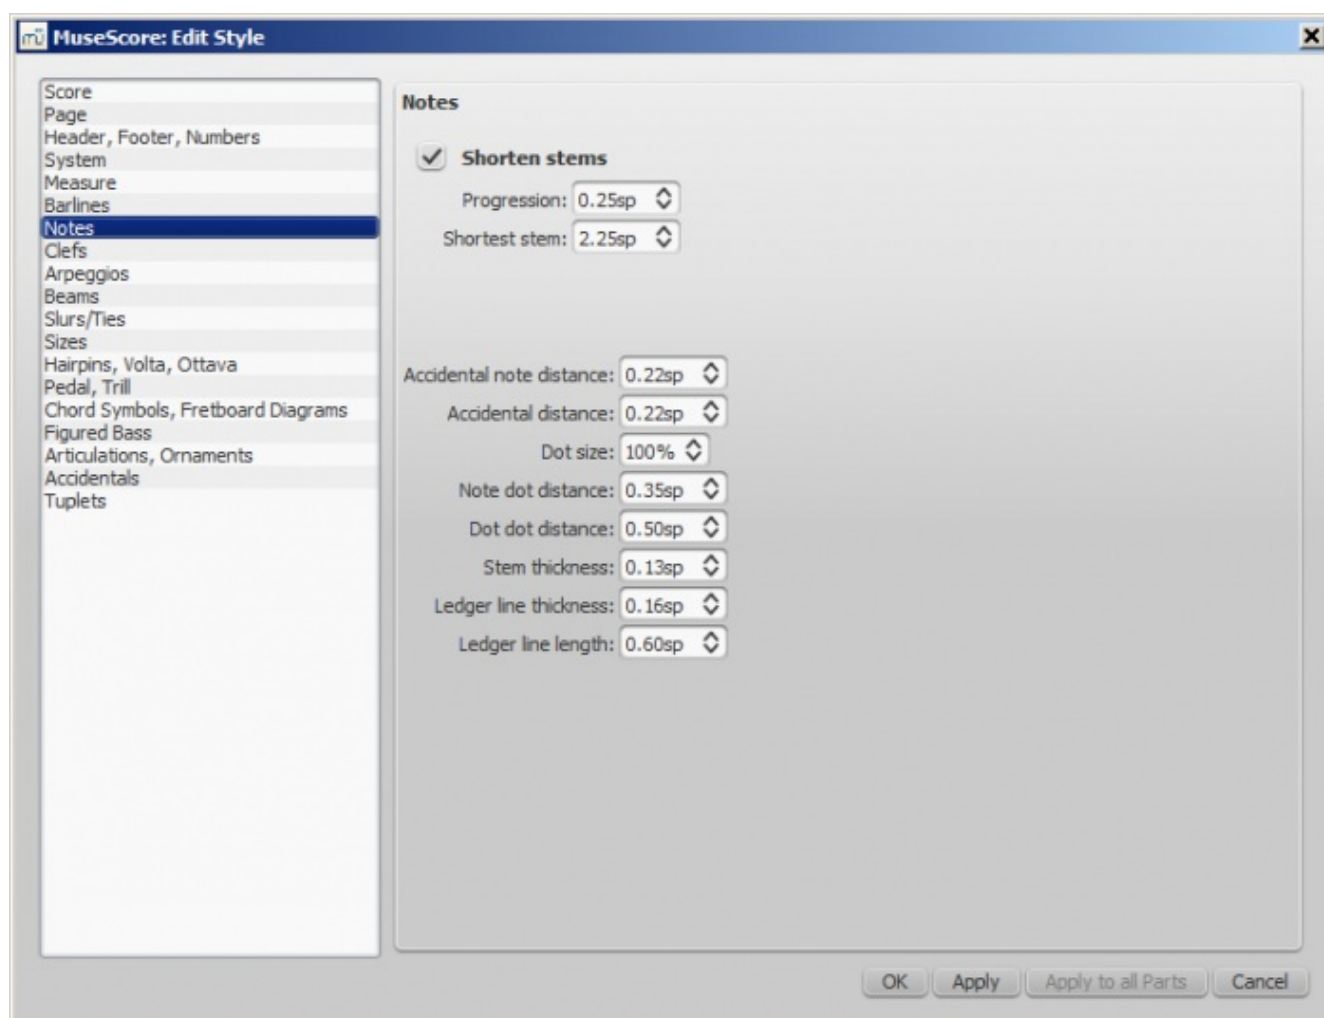 mü MuseScore: Edit Style
Score
Page
Header, Footer, Numbers
System
Measure
Barlines
Notes
Clefs
Arpeggios
Beams
Slurs/Ties
Sizes
Hairpins, Volta, Ottava
Pedal, Trill
Chord Symbols, Fretboard Diagrams
Figured Bass
Articulations, Ornaments
Accidentals
Tuplets
Notes
Shorten stems
Progression: 0.25sp
Shortest stem: 2.25sp
Accidental note distance: 0.22sp
Accidental distance: 0.22sp
Dot size: 100%
Note dot distance: 0.35sp
Dot dot distance: 0.50sp
Stem thickness: 0.13sp
Ledger line thickness: 0.16sp
Ledger line length: 0.60sp
OK Apply Apply to all Parts Cancel